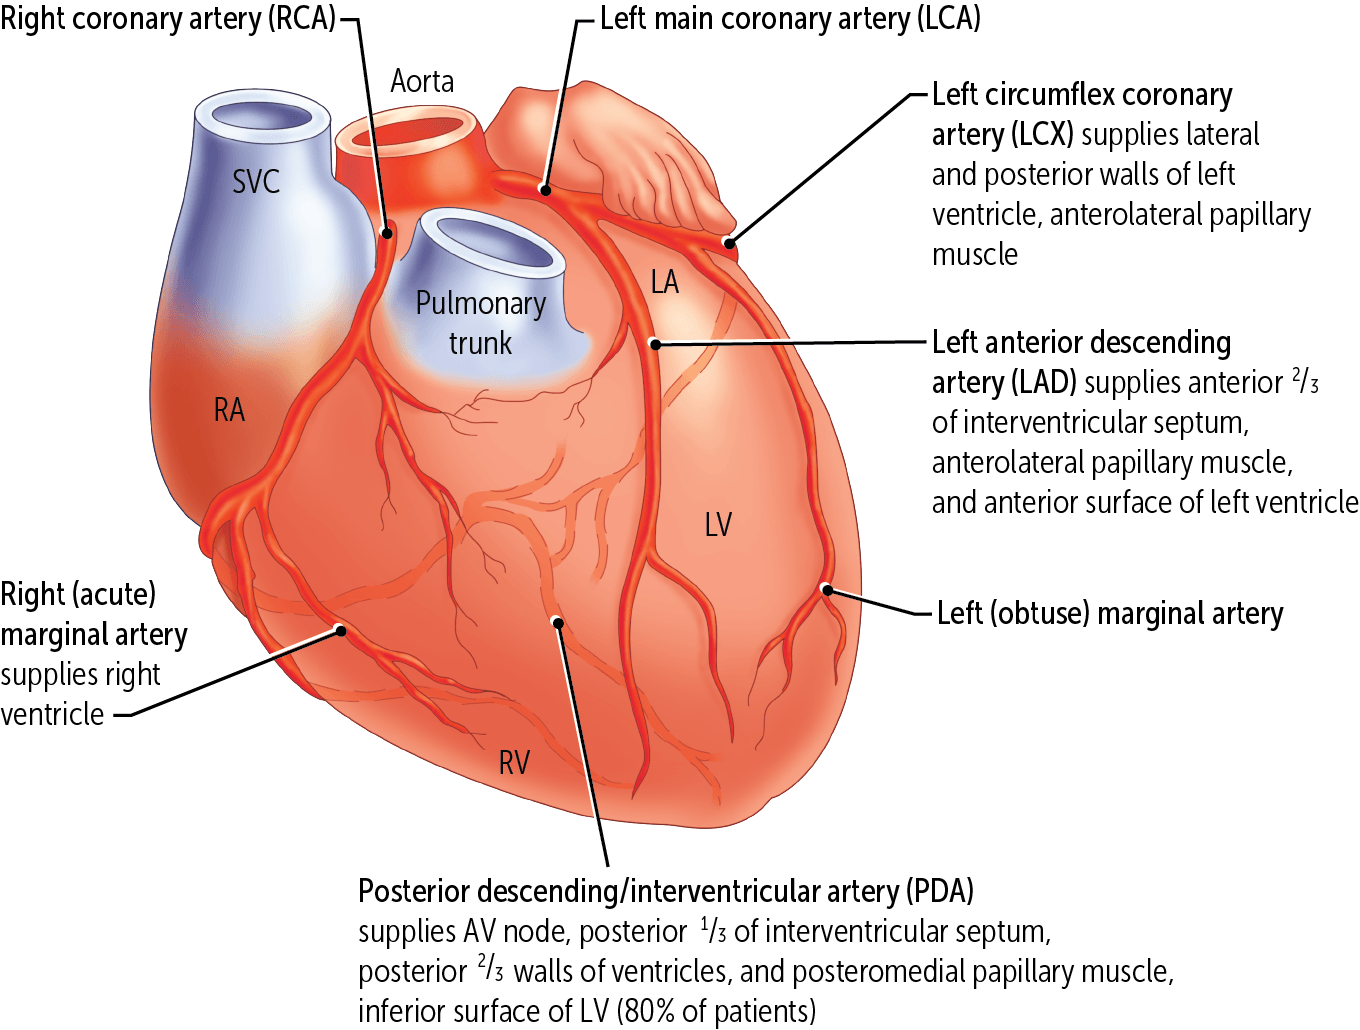 Right coronary artery (RCA)
Left main coronary artery (LCA)
Aorta
Left circumflex coronary
artery (LCX) supplies lateral
and posterior walls of left
ventricle, anterolateral papillary
muscle
SVC
LA
Pulmonary
trunk
Left anterior descending
artery (LAD) supplies anterior 2/3
of interventricular septum,
anterolateral papillary muscle,
and anterior surface of left ventricle
RA
LV
Right (acute)
marginal artery
supplies right
ventricle
Left (obtuse) marginal artery
RV
Posterior descending/interventricular artery (PDA)
supplies AV node, posterior 1/3 of interventricular septum,
posterior 2/3 walls of ventricles, and posteromedial papillary muscle,
inferior surface of LV (80% of patients)